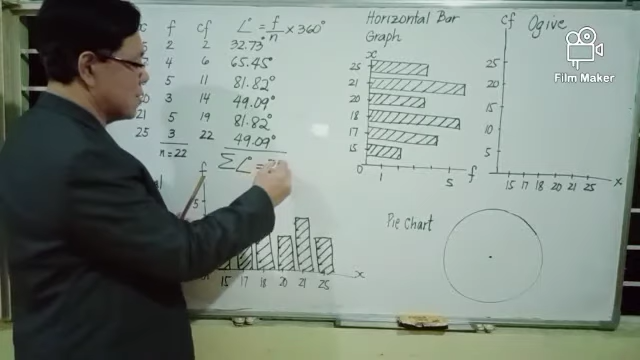 x f cf ∠° = f/n x 360°
2 2 32.73°
4 6 65.45°
5 11 81.82°
3 14 49.09°
5 19 81.82°
25 3 22 49.09°
n = 22
Σ∠° =
Horizontal Bar
Graph
x
25
21
20
18
17
15
0 1 5 f
cf Ogive
25
20
15
10
5
15 17 18 20 21 25 x
Film Maker
f
5
15 17 18 20 21 25 x
Pie Chart